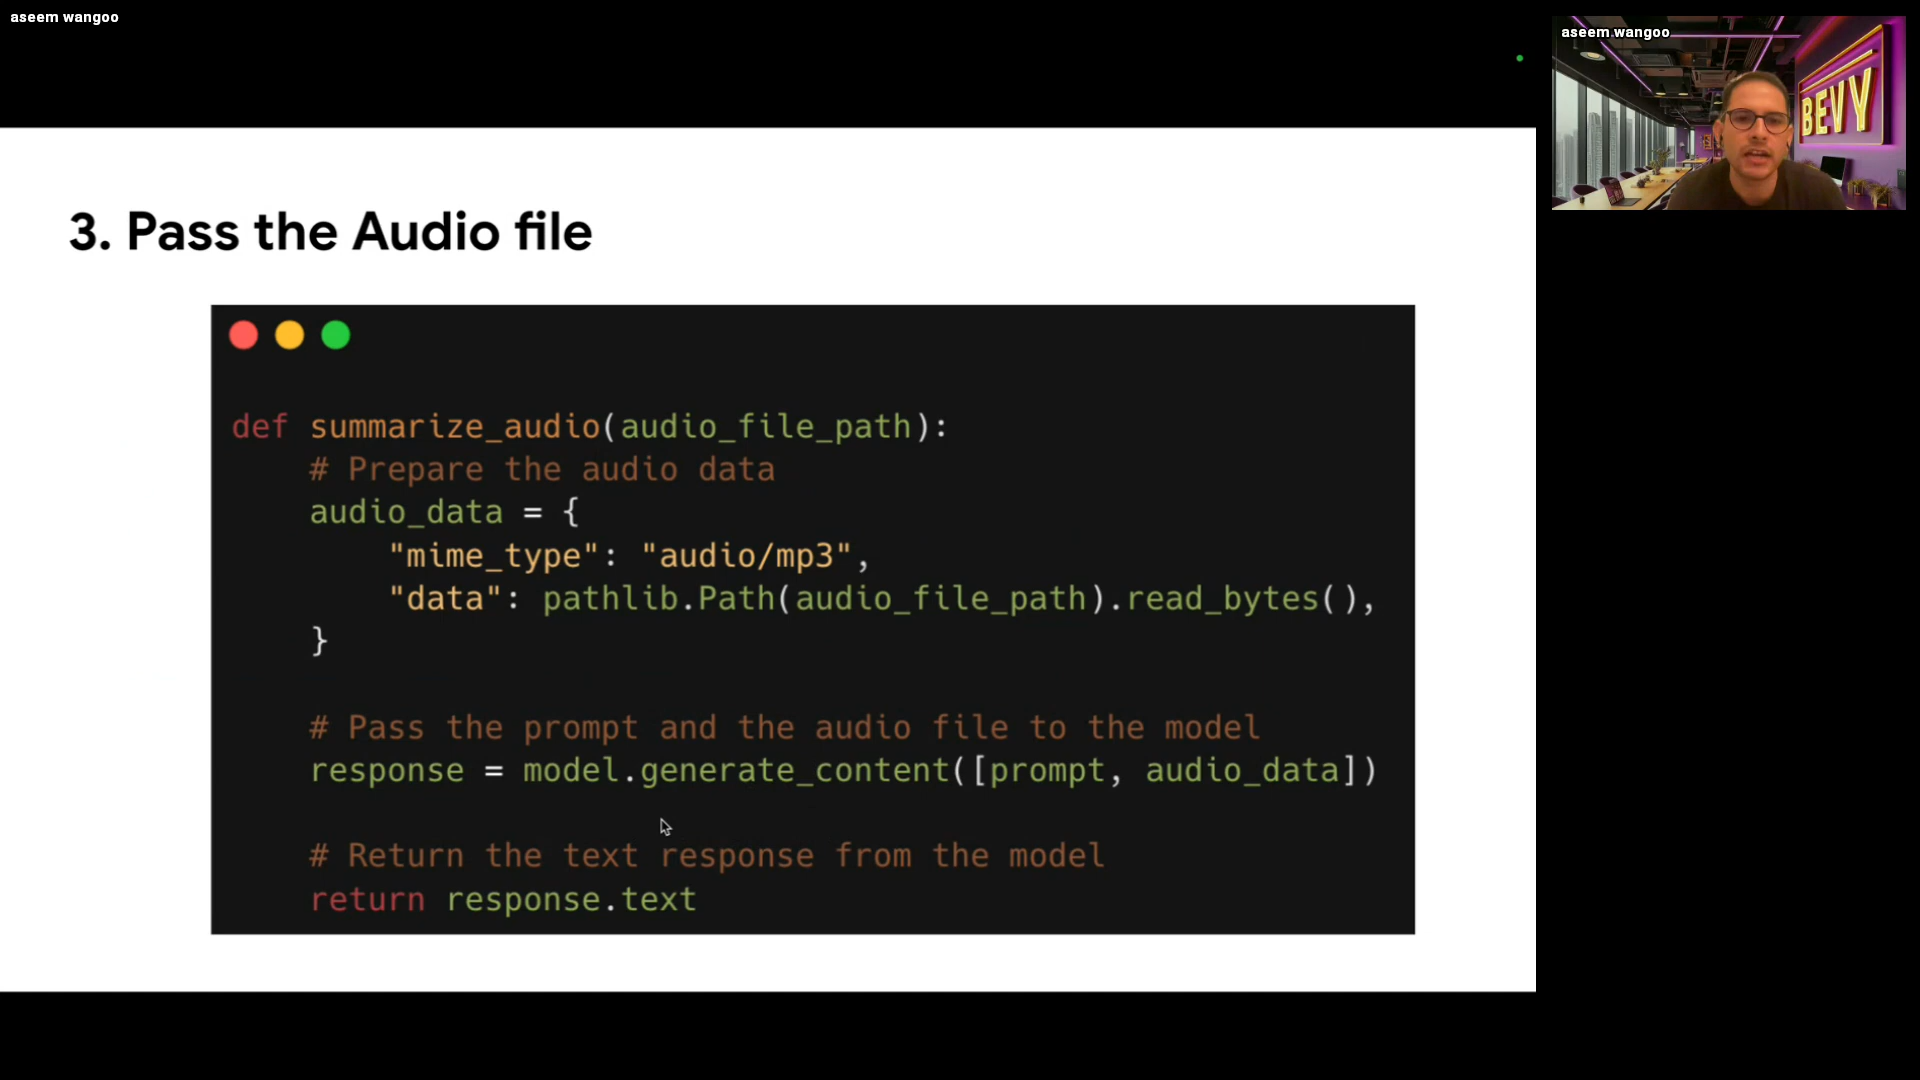 aseem wangoo
aseem wangoo
BEVY
3. Pass the Audio file
def summarize_audio(audio_file_path):
# Prepare the audio data
audio_data = {
"mime_type": "audio/mp3",
"data": pathlib.Path(audio_file_path).read_bytes(),
}
# Pass the prompt and the audio file to the model
response = model.generate_content([prompt, audio_data])
# Return the text response from the model
return response.text